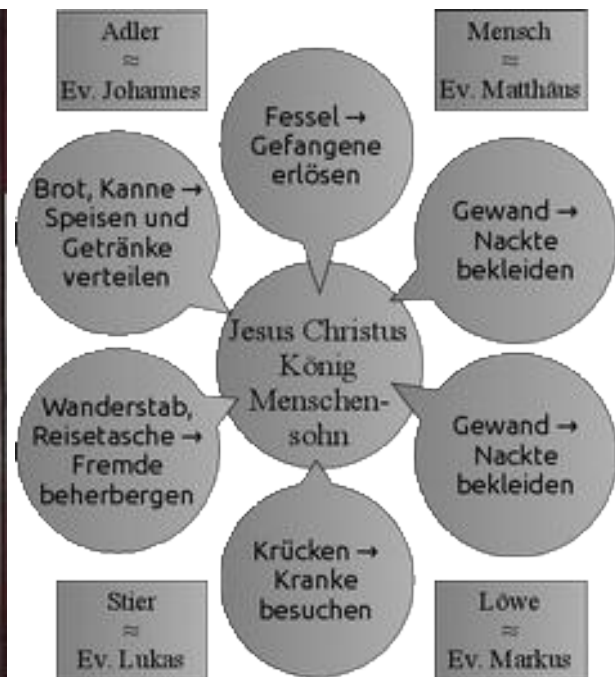 Adler
≈
Ev. Johannes
Mensch
≈
Ev. Matthäus
Fessel →
Gefangene
erlösen
Brot, Kanne →
Speisen und
Getränke
verteilen
Gewand →
Nackte
bekleiden
Jesus Christus
König
Menschen-
sohn
Wanderstab,
Reisetasche →
Fremde
beherbergen
Gewand →
Nackte
bekleiden
Krücken →
Kranke
besuchen
Stier
≈
Ev. Lukas
Löwe
≈
Ev. Markus